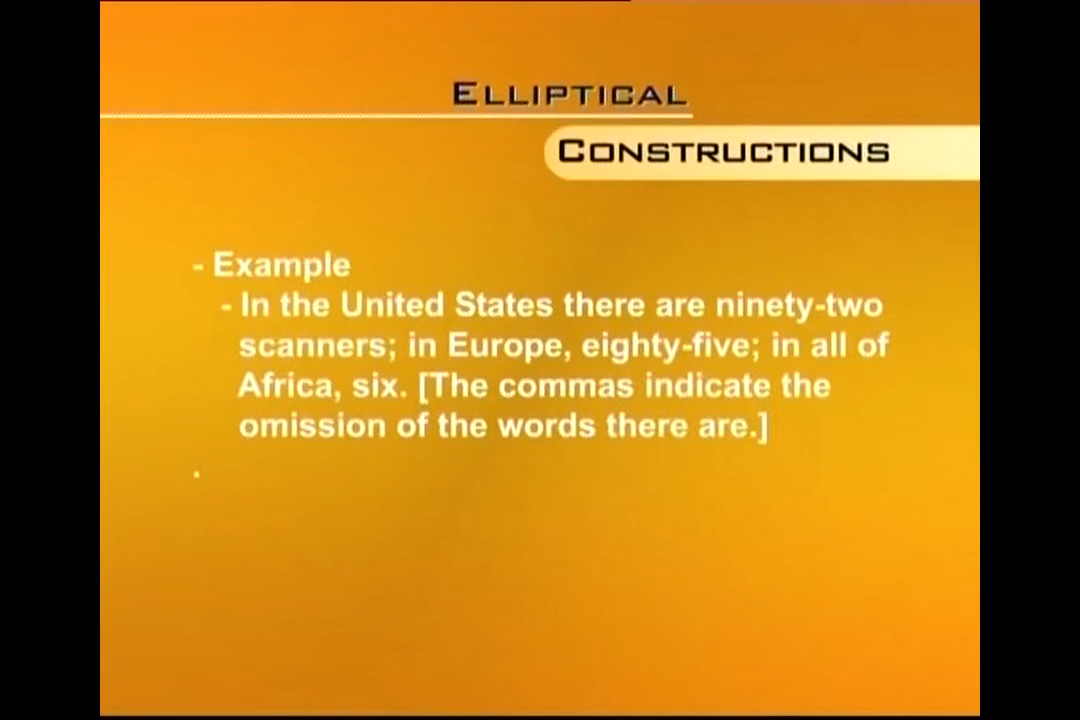 ELLIPTICAL
CONSTRUCTIONS
- Example
- In the United States there are ninety-two
scanners; in Europe, eighty-five; in all of
Africa, six. [The commas indicate the
omission of the words there are.]
.